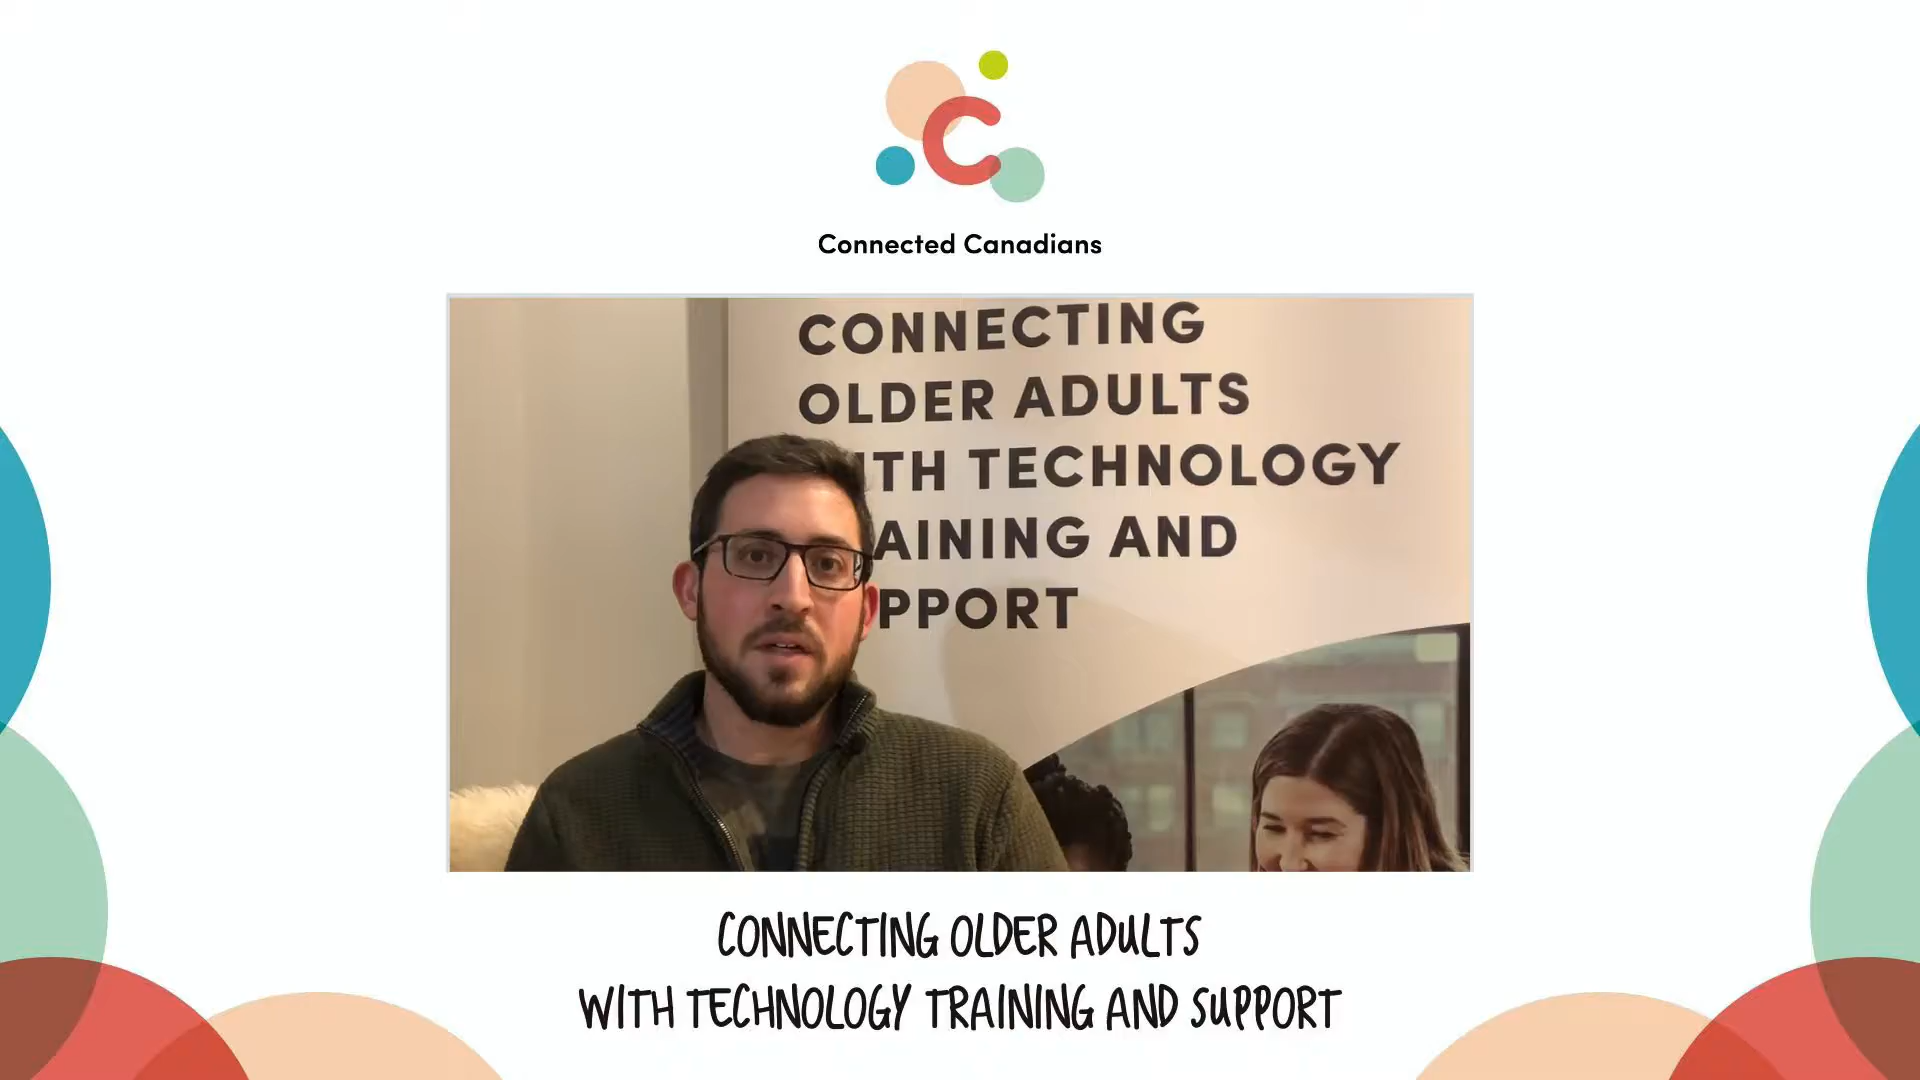 Connected Canadians
CONNECTING
OLDER ADULTS
TH TECHNOLOGY
AINING AND
PPORT
CONNECTING OLDER ADULTS
WITH TECHNOLOGY TRAINING AND SUPPORT